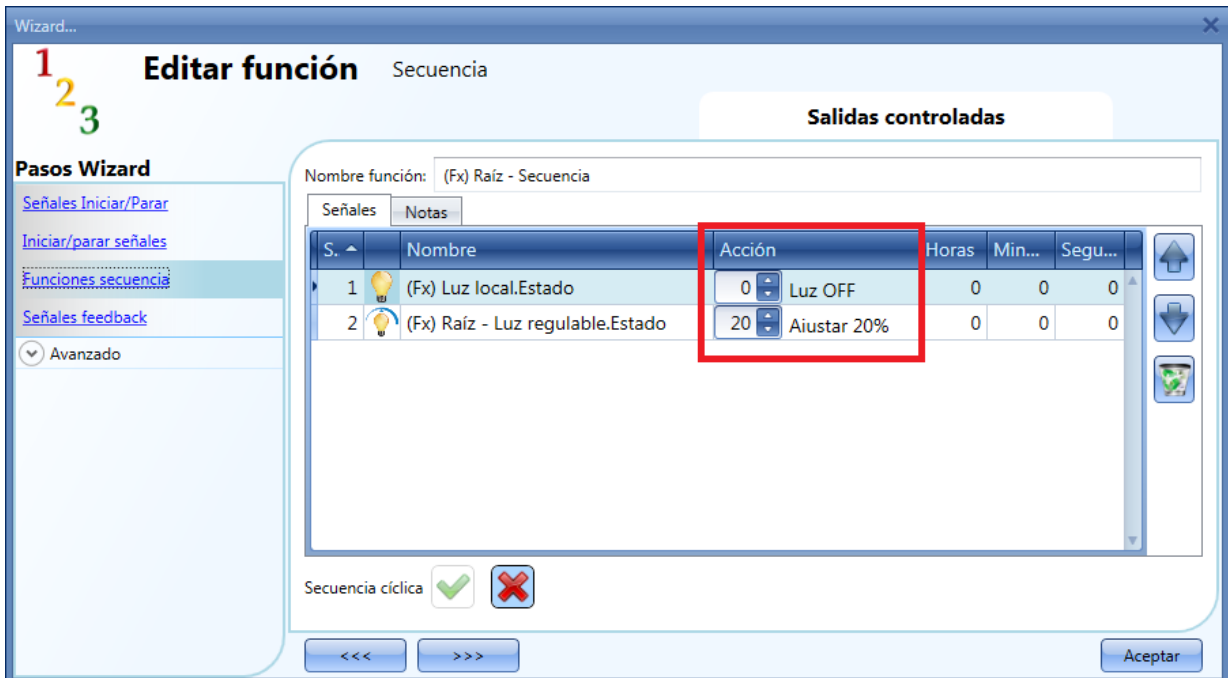 Wizard...
1
2
3
Editar función Secuencia
Salidas controladas
Pasos Wizard
Señales Iniciar/Parar
Iniciar/parar señales
Funciones secuencia
Señales feedback
Avanzado
Nombre función: (Fx) Raíz - Secuencia
Señales Notas
S. Nombre Acción Horas Min... Segu...
1 (Fx) Luz local.Estado 0 Luz OFF 0 0 0
2 (Fx) Raíz - Luz regulable.Estado 20 Ajustar 20% 0 0 0
Secuencia cíclica
<<< >>> Aceptar